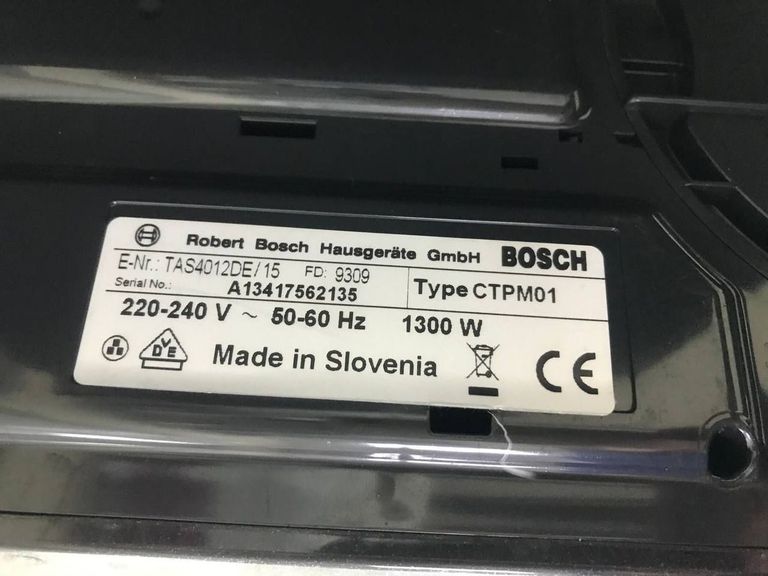 Robert Bosch Hausgeräte GmbH BOSCH
E-Nr.: TAS4012DE/15 FD: 9309
Serial No.: A13417562135
Type CTPM01
220-240 V ~ 50-60 Hz 1300 W
VDE Made in Slovenia CE